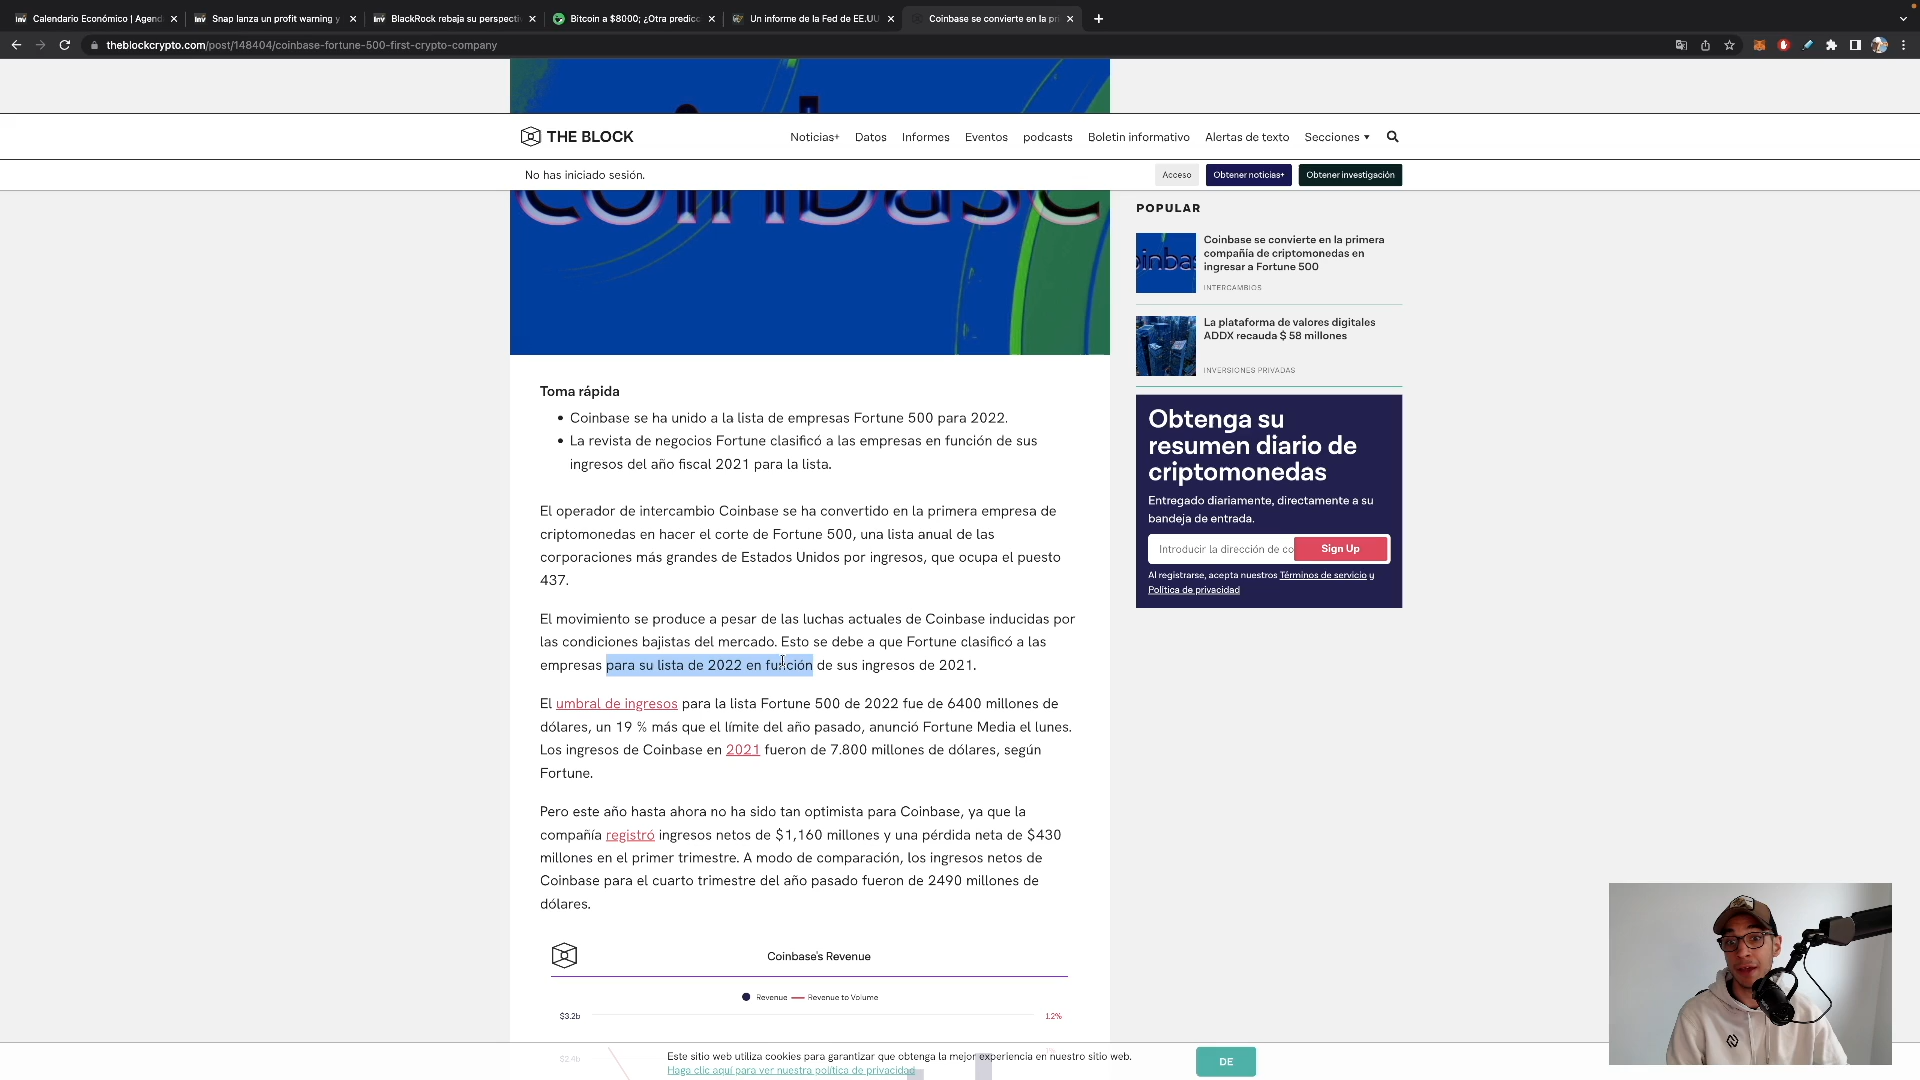 Calendario Económico | Agend
Snap lanza un profit warning y
BlackRock rebaja su perspectiv
Bitcoin a $8000; ¿Otra predicc
Un informe de la Fed de EE.UU
Coinbase se convierte en la pr
theblockcrypto.com/post/148404/coinbase-fortune-500-first-crypto-company
THE BLOCK
Noticias+
Datos
Informes
Eventos
podcasts
Boletin informativo
Alertas de texto
Secciones
No has iniciado sesión.
Acceso
Obtener noticias+
Obtener investigación
coinbase
Toma rápida
• Coinbase se ha unido a la lista de empresas Fortune 500 para 2022.
• La revista de negocios Fortune clasificó a las empresas en función de sus
ingresos del año fiscal 2021 para la lista.
El operador de intercambio Coinbase se ha convertido en la primera empresa de
criptomonedas en hacer el corte de Fortune 500, una lista anual de las
corporaciones más grandes de Estados Unidos por ingresos, que ocupa el puesto
437.
El movimiento se produce a pesar de las luchas actuales de Coinbase inducidas por
las condiciones bajistas del mercado. Esto se debe a que Fortune clasificó a las
empresas para su lista de 2022 en función de sus ingresos de 2021.
El umbral de ingresos para la lista Fortune 500 de 2022 fue de 6400 millones de
dólares, un 19 % más que el límite del año pasado, anunció Fortune Media el lunes.
Los ingresos de Coinbase en 2021 fueron de 7.800 millones de dólares, según
Fortune.
Pero este año hasta ahora no ha sido tan optimista para Coinbase, ya que la
compañía registró ingresos netos de $1,160 millones y una pérdida neta de $430
millones en el primer trimestre. A modo de comparación, los ingresos netos de
Coinbase para el cuarto trimestre del año pasado fueron de 2490 millones de
dólares.
Coinbase's Revenue
Revenue
Revenue to Volume
$3.2b
1.2%
$2.4b
POPULAR
inba
Coinbase se convierte en la primera
compañía de criptomonedas en
ingresar a Fortune 500
INTERCAMBIOS
La plataforma de valores digitales
ADDX recauda $ 58 millones
INVERSIONES PRIVADAS
Obtenga su
resumen diario de
criptomonedas
Entregado diariamente, directamente a su
bandeja de entrada.
Introducir la dirección de co
Sign Up
Al registrarse, acepta nuestros Términos de servicio y
Política de privacidad
Este sitio web utiliza cookies para garantizar que obtenga la mejor experiencia en nuestro sitio web.
Haga clic aquí para ver nuestra política de privacidad
DE